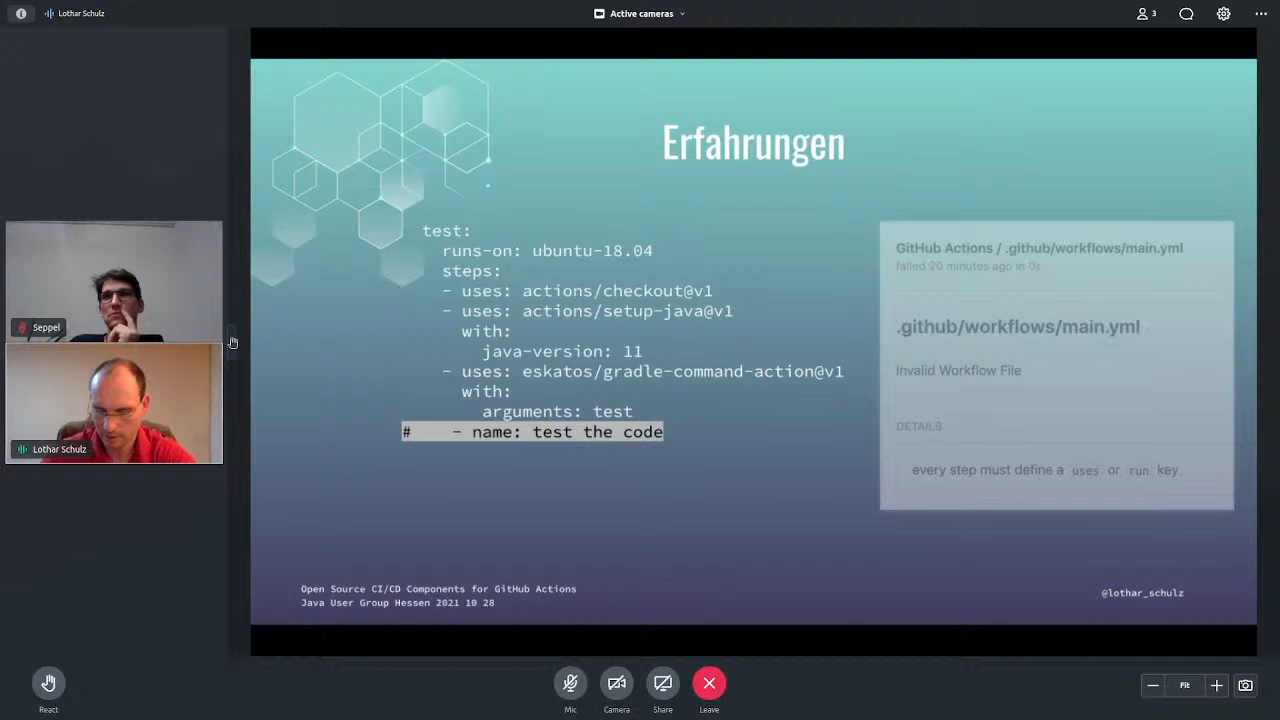 Lothar Schulz
Active cameras
3
Seppel
Lothar Schulz
Erfahrungen
test:
runs-on: ubuntu-18.04
steps:
- uses: actions/checkout@v1
- uses: actions/setup-java@v1
with:
java-version: 11
- uses: eskatos/gradle-command-action@v1
with:
arguments: test
# - name: test the code
GitHub Actions / .github/workflows/main.yml
failed 20 minutes ago in 0s
.github/workflows/main.yml
Invalid Workflow File
DETAILS
every step must define a uses or run key
Open Source CI/CD Components for GitHub Actions
Java User Group Hessen 2021 10 28
@lothar_schulz
React
Mic
Camera
Share
Leave
Fit